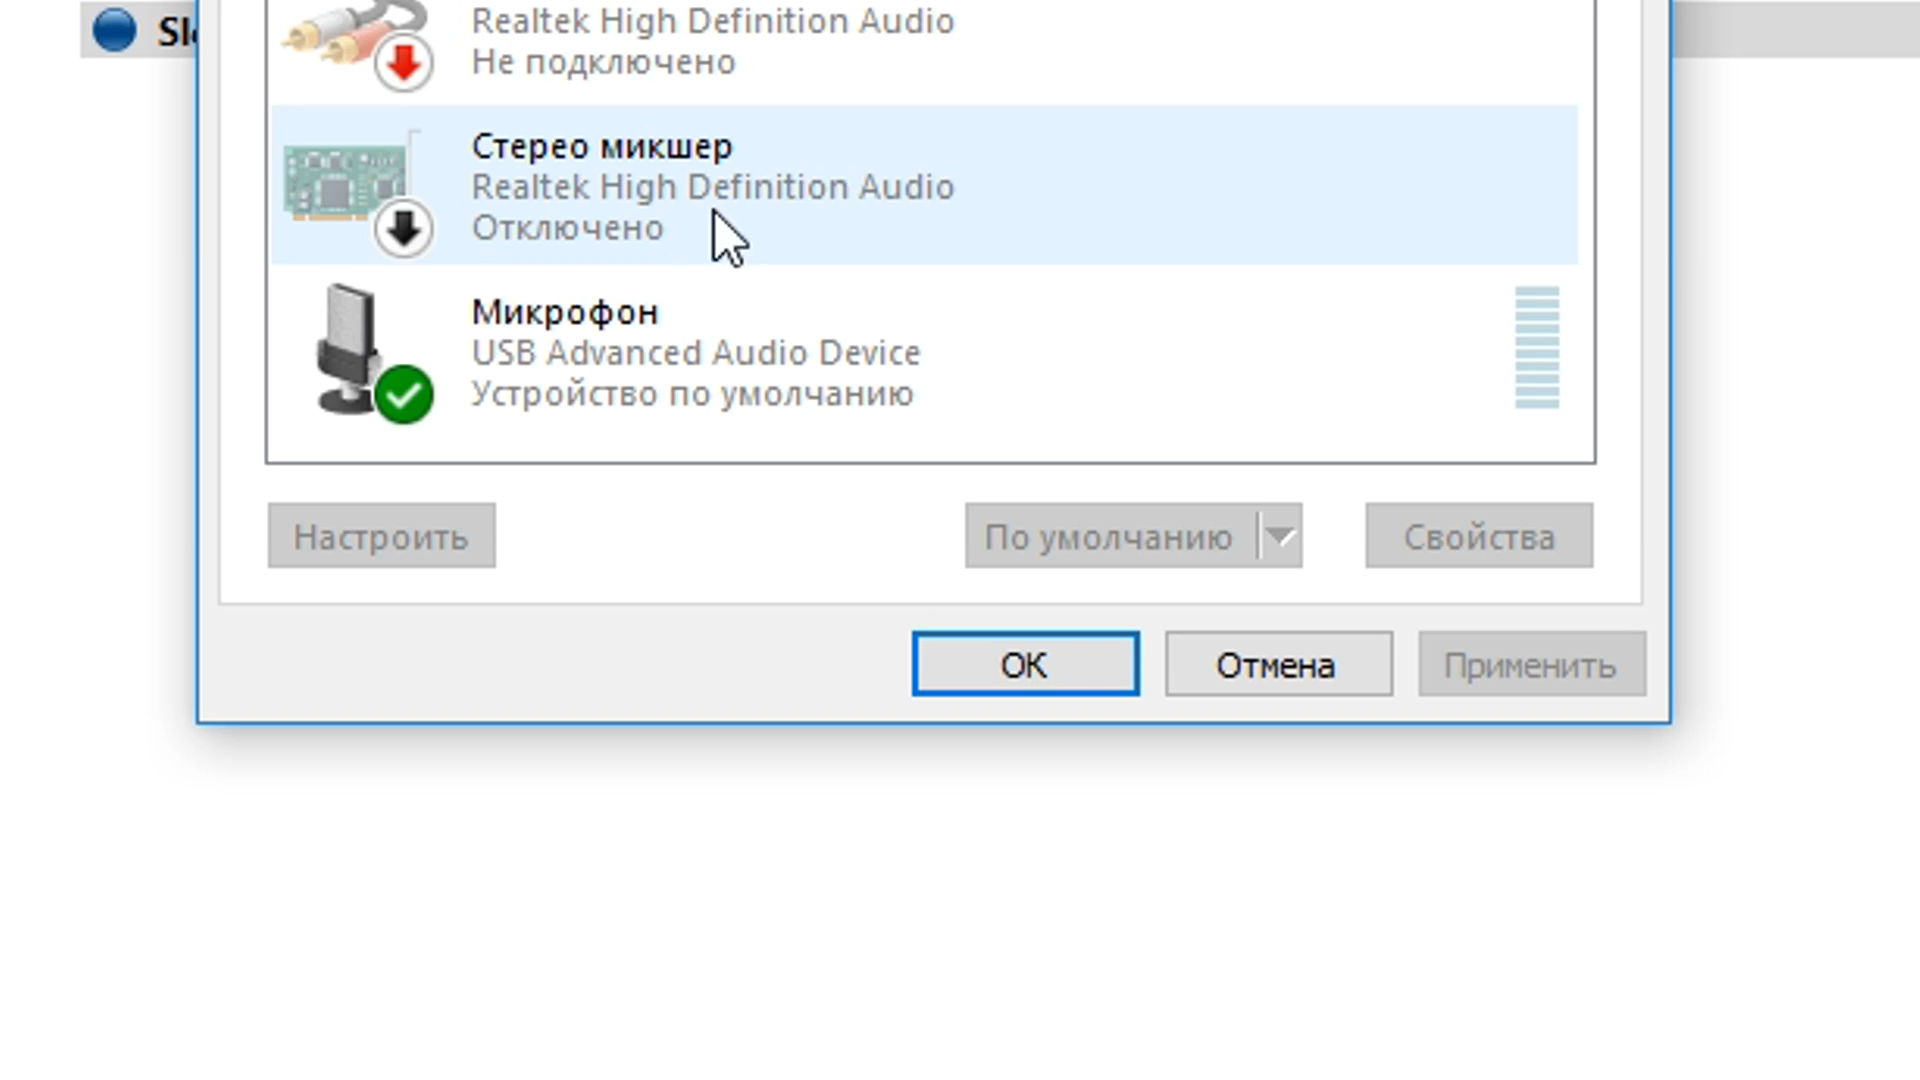 Realtek High Definition Audio
Не подключено
Стерео микшер
Realtek High Definition Audio
Отключено
Микрофон
USB Advanced Audio Device
Устройство по умолчанию
Настроить
По умолчанию
Свойства
ОК
Отмена
Применить